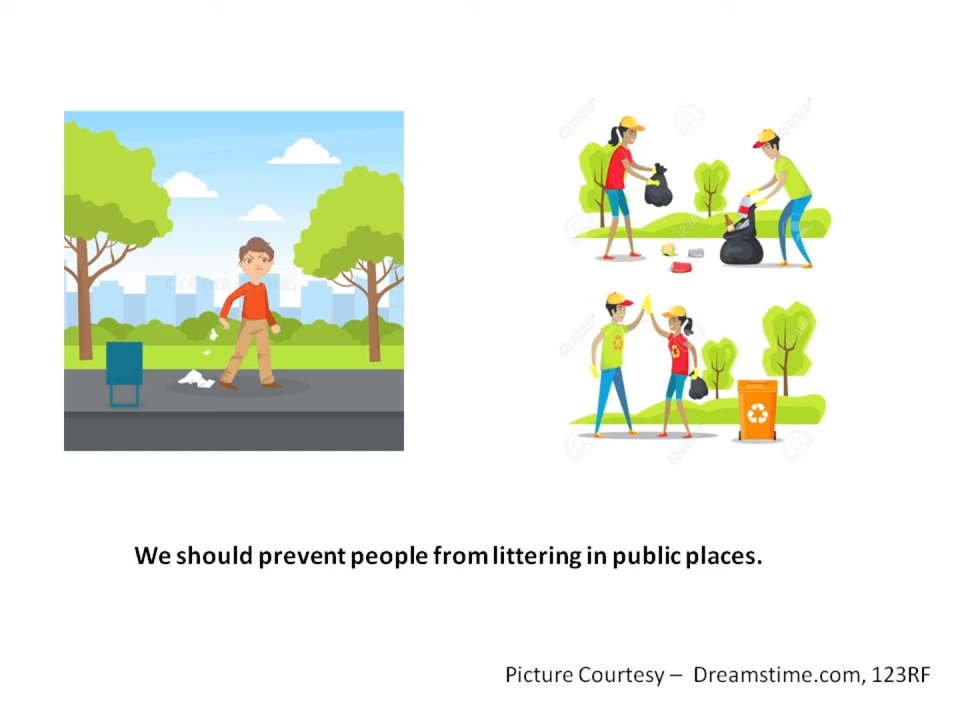 We should prevent people from littering in public places.
Picture Courtesy – Dreamstime.com, 123RF